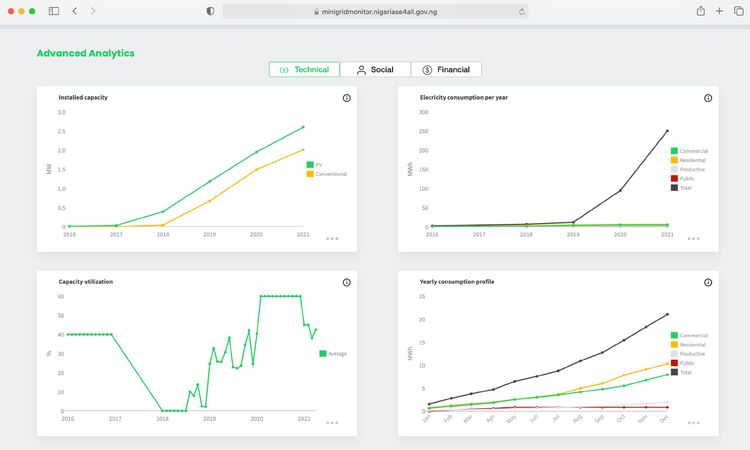 minigridmonitor.nigeriase4all.gov.ng
Advanced Analytics
Technical
Social
Financial
Installed capacity
3.0
2.5
2.0
1.5
1.0
0.5
0
MW
2016 2017 2018 2019 2020 2021
PV
Conventional
Elecricity consumption per year
300
250
200
150
100
50
0
MWh
2016 2017 2018 2019 2020 2021
Commercial
Residential
Productive
Public
Total
Capacity utilization
60
50
40
30
20
10
0
%
2016 2017 2018 2019 2020 2021
Average
Yearly consumption profile
25
20
15
10
5
0
MWh
Jan Feb Mar Apr May Jun Jul Aug Sep Oct Nov Dec
Commercial
Residential
Productive
Public
Total